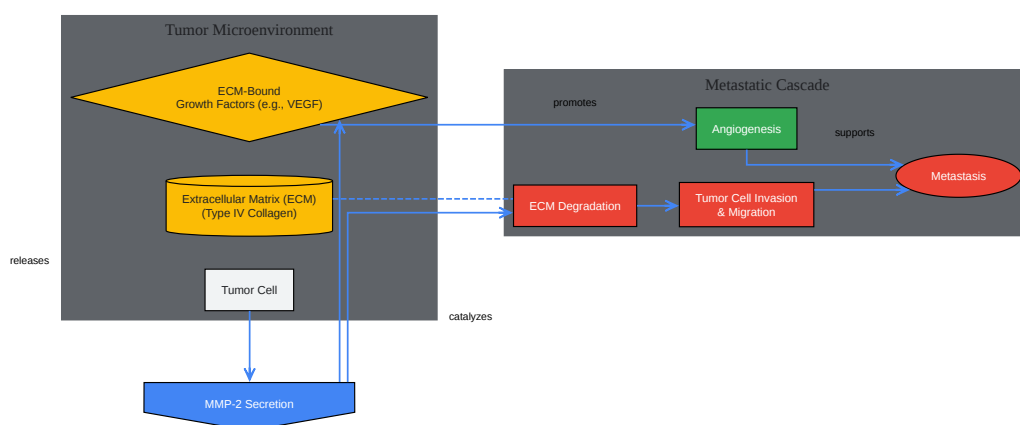 Tumor Microenvironment
ECM-Bound
Growth Factors (e.g., VEGF)
Extracellular Matrix (ECM)
(Type IV Collagen)
releases
Tumor Cell
catalyzes
MMP-2 Secretion
Metastatic Cascade
promotes
Angiogenesis
supports
Metastasis
ECM Degradation
Tumor Cell Invasion
& Migration